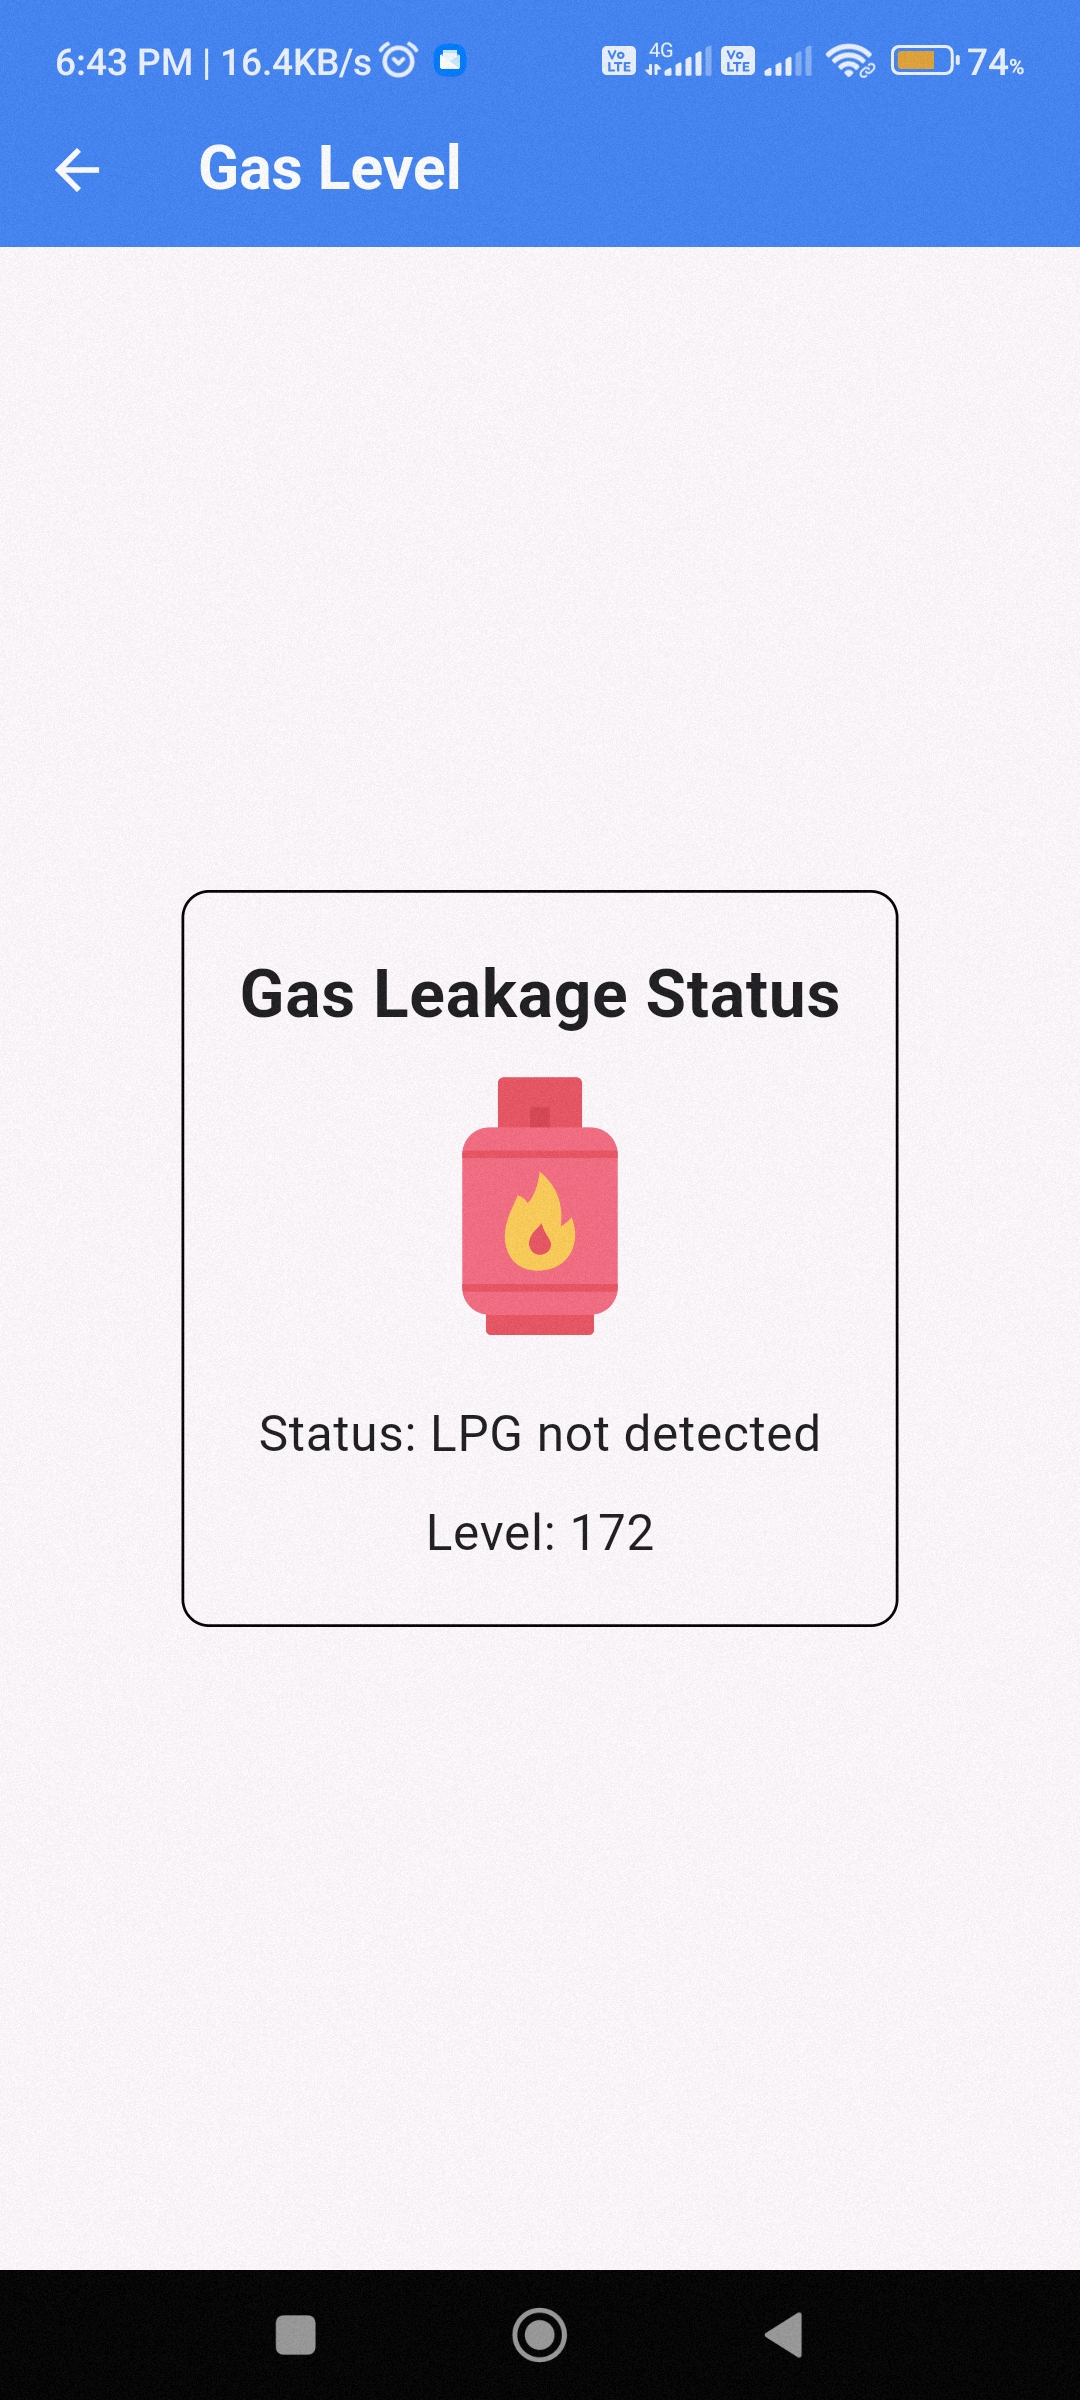 6:43 PM | 16.4KB/s Vo LTE 4G Vo LTE 74%
Gas Level
Gas Leakage Status
Status: LPG not detected
Level: 172